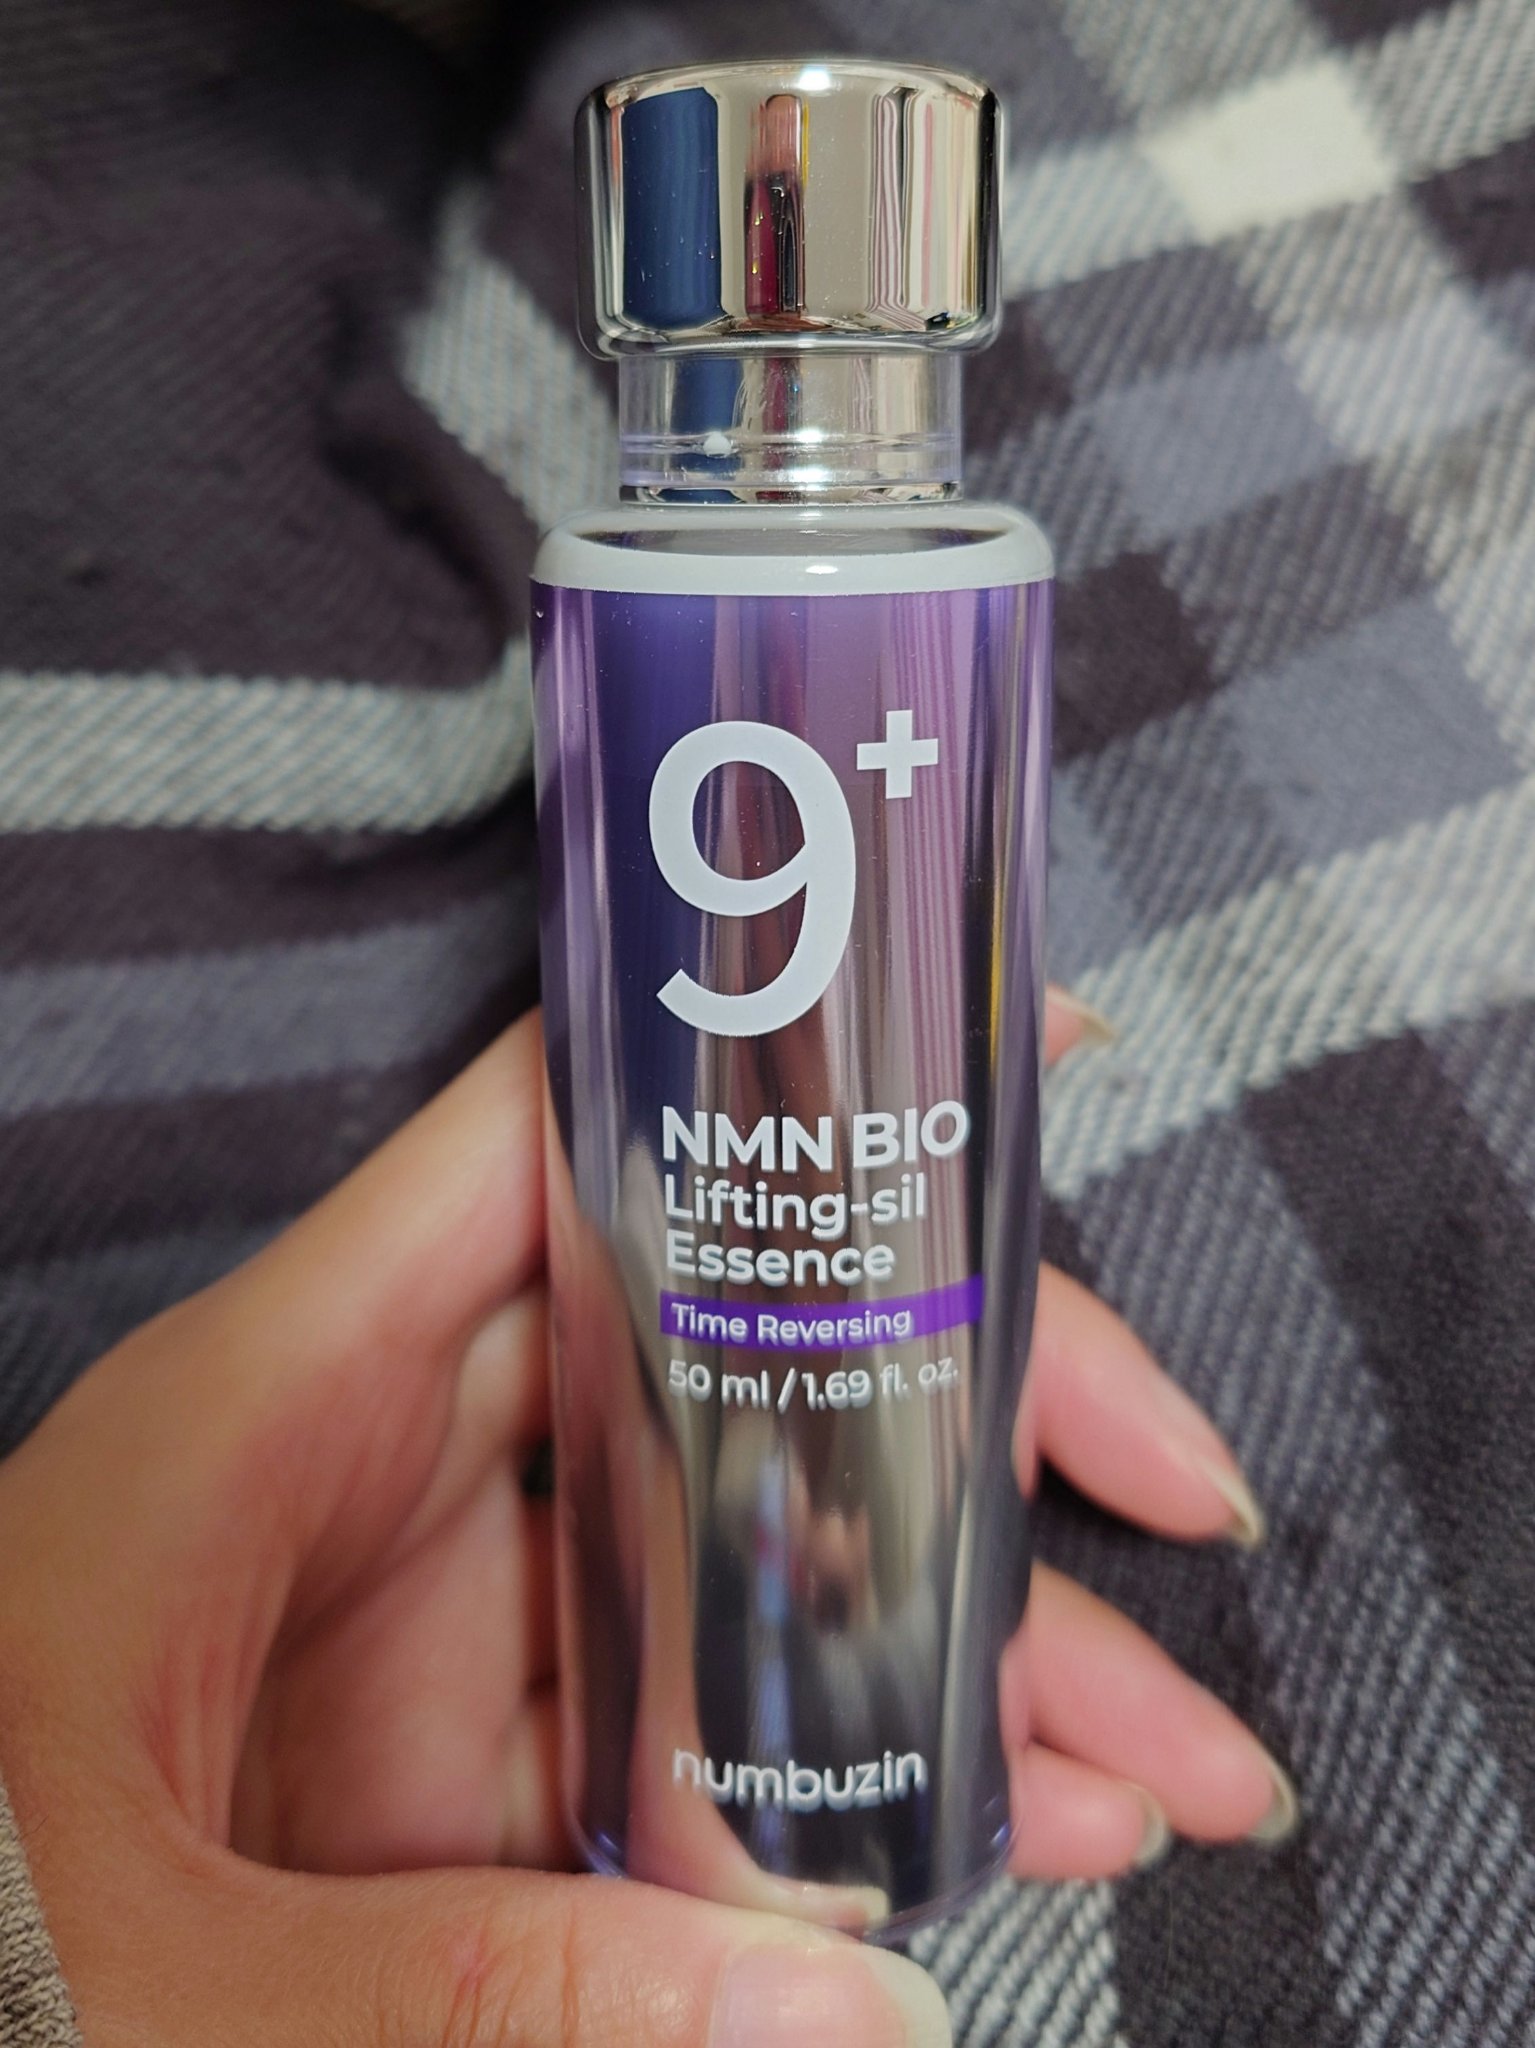 9+
NMN BIO
Lifting-sil
Essence
Time Reversing
50 ml / 1.69 fl. oz.
numbuzin